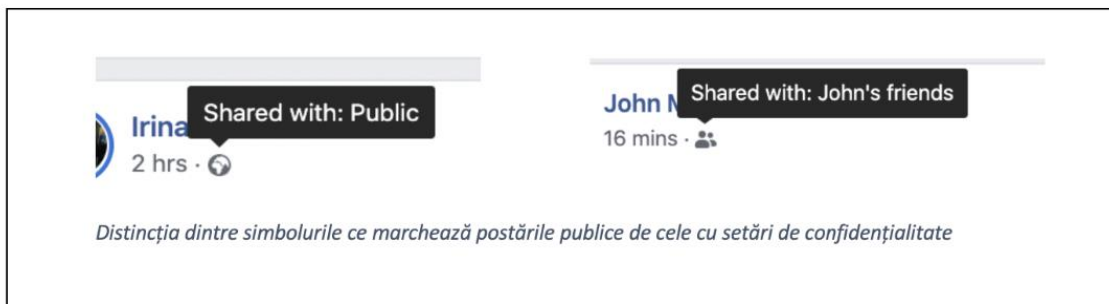 Shared with: Public
Irina
2 hrs ·
Shared with: John's friends
John
16 mins ·
Distincția dintre simbolurile ce marchează postările publice de cele cu setări de confidențialitate